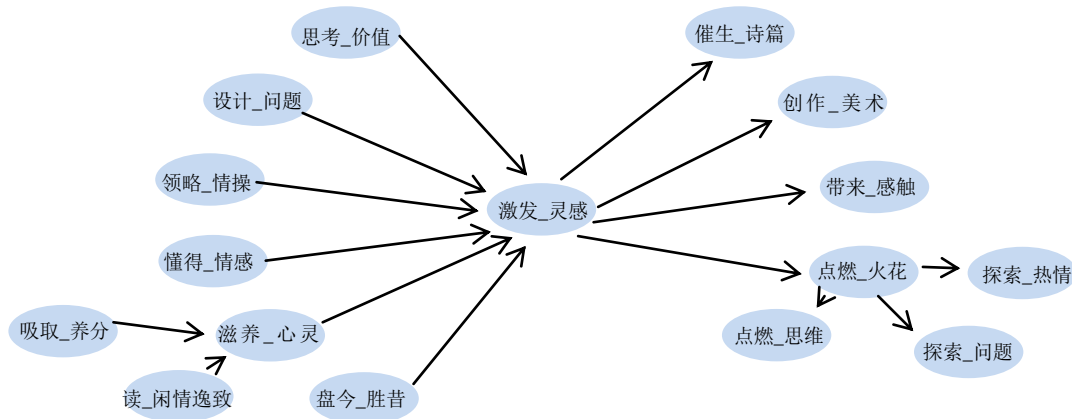 思考_价值
催生_诗篇
设计_问题
创作_美术
领略_情操
带来_感触
激发_灵感
懂得_情感
点燃_火花
探索_热情
吸取_养分
滋养_心灵
点燃_思维
探索_问题
读_闲情逸致
盘今_胜昔